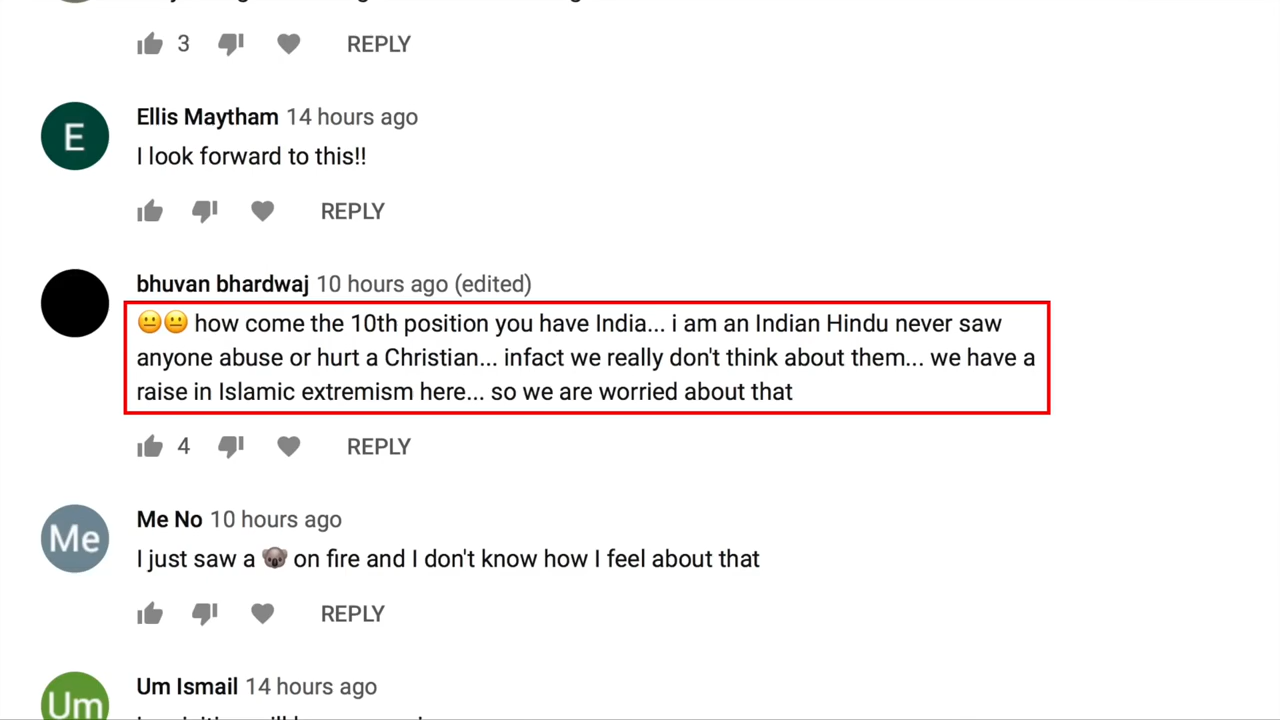 3 REPLY
E
Ellis Maytham 14 hours ago
I look forward to this!!
REPLY
bhuvan bhardwaj 10 hours ago (edited)
😐😐 how come the 10th position you have India... i am an Indian Hindu never saw
anyone abuse or hurt a Christian... infact we really don't think about them... we have a
raise in Islamic extremism here... so we are worried about that
4 REPLY
Me
Me No 10 hours ago
I just saw a 🐨 on fire and I don't know how I feel about that
REPLY
Um
Um Ismail 14 hours ago